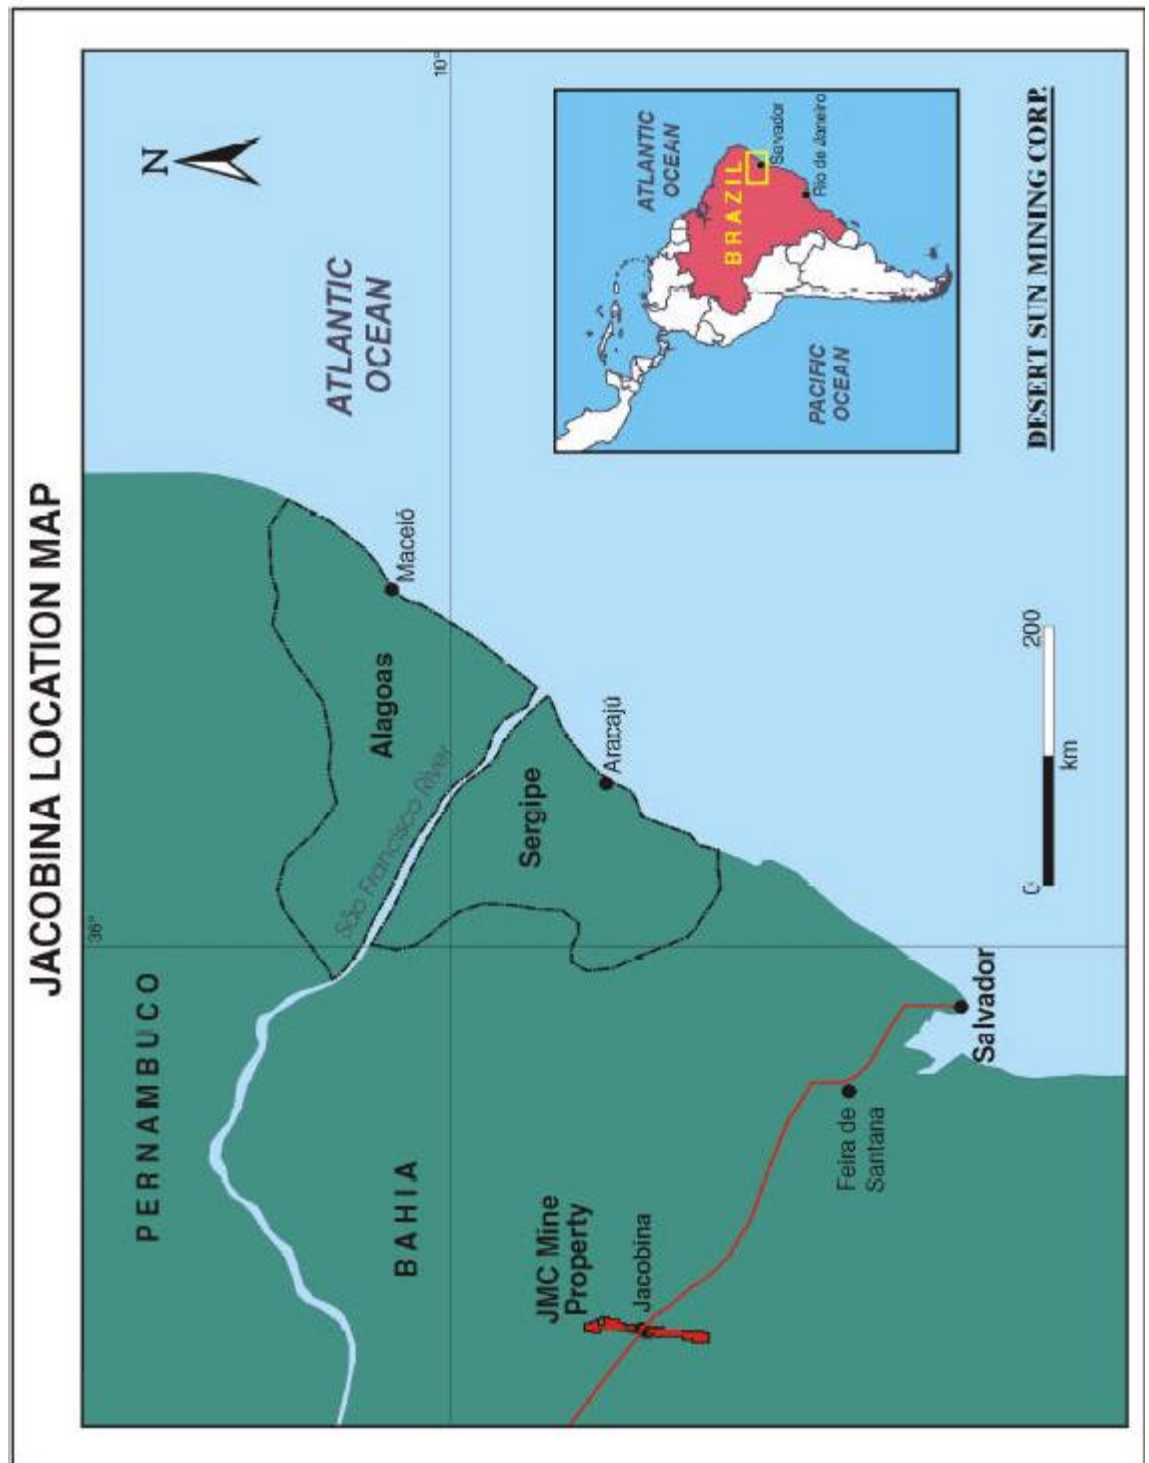 JACOBINA LOCATION MAP
36°
10°
N
PERNAMBUCO
ATLANTIC
OCEAN
São Francisco River
Alagoas
Maceió
BAHIA
Sergipe
Aracajú
JMC Mine
Property
Jacobina
Feira de
Santana
Salvador
ATLANTIC
OCEAN
BRAZIL
Salvador
Rio de Janeiro
PACIFIC
OCEAN
0
200
km
DESERT SUN MINING CORP.